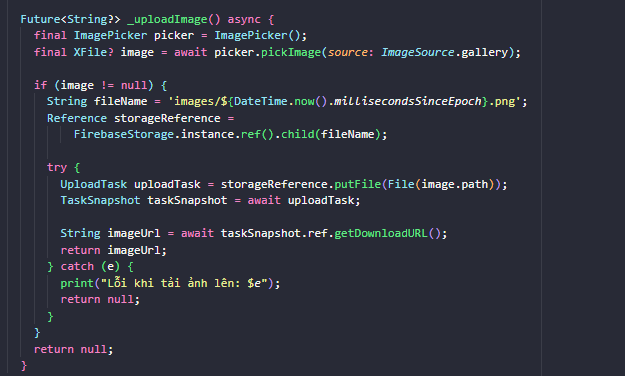 Future<String?> _uploadImage() async {
final ImagePicker picker = ImagePicker();
final XFile? image = await picker.pickImage(source: ImageSource.gallery);
if (image != null) {
String fileName = 'images/${DateTime.now().millisecondsSinceEpoch}.png';
Reference storageReference =
FirebaseStorage.instance.ref().child(fileName);
try {
UploadTask uploadTask = storageReference.putFile(File(image.path));
TaskSnapshot taskSnapshot = await uploadTask;
String imageUrl = await taskSnapshot.ref.getDownloadURL();
return imageUrl;
} catch (e) {
print("Lỗi khi tải ảnh lên: $e");
return null;
}
}
return null;
}